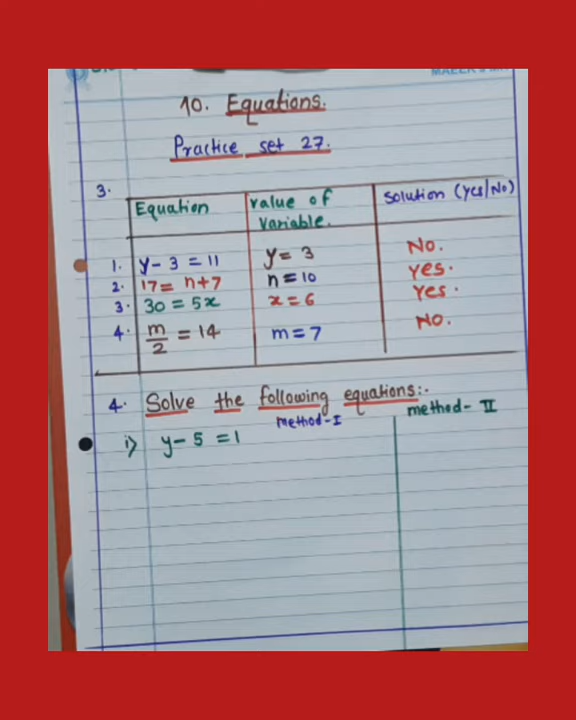 10. Equations.
Practice set 27.
3.
Equation value of variable. Solution (Yes/No)
1. y - 3 = 11 y = 3 No.
2. 17 = n+7 n = 10 Yes.
3. 30 = 5x x = 6 Yes.
4. m/2 = 14 m = 7 No.
4. Solve the following equations:-
method-I method-II
i) y - 5 = 1